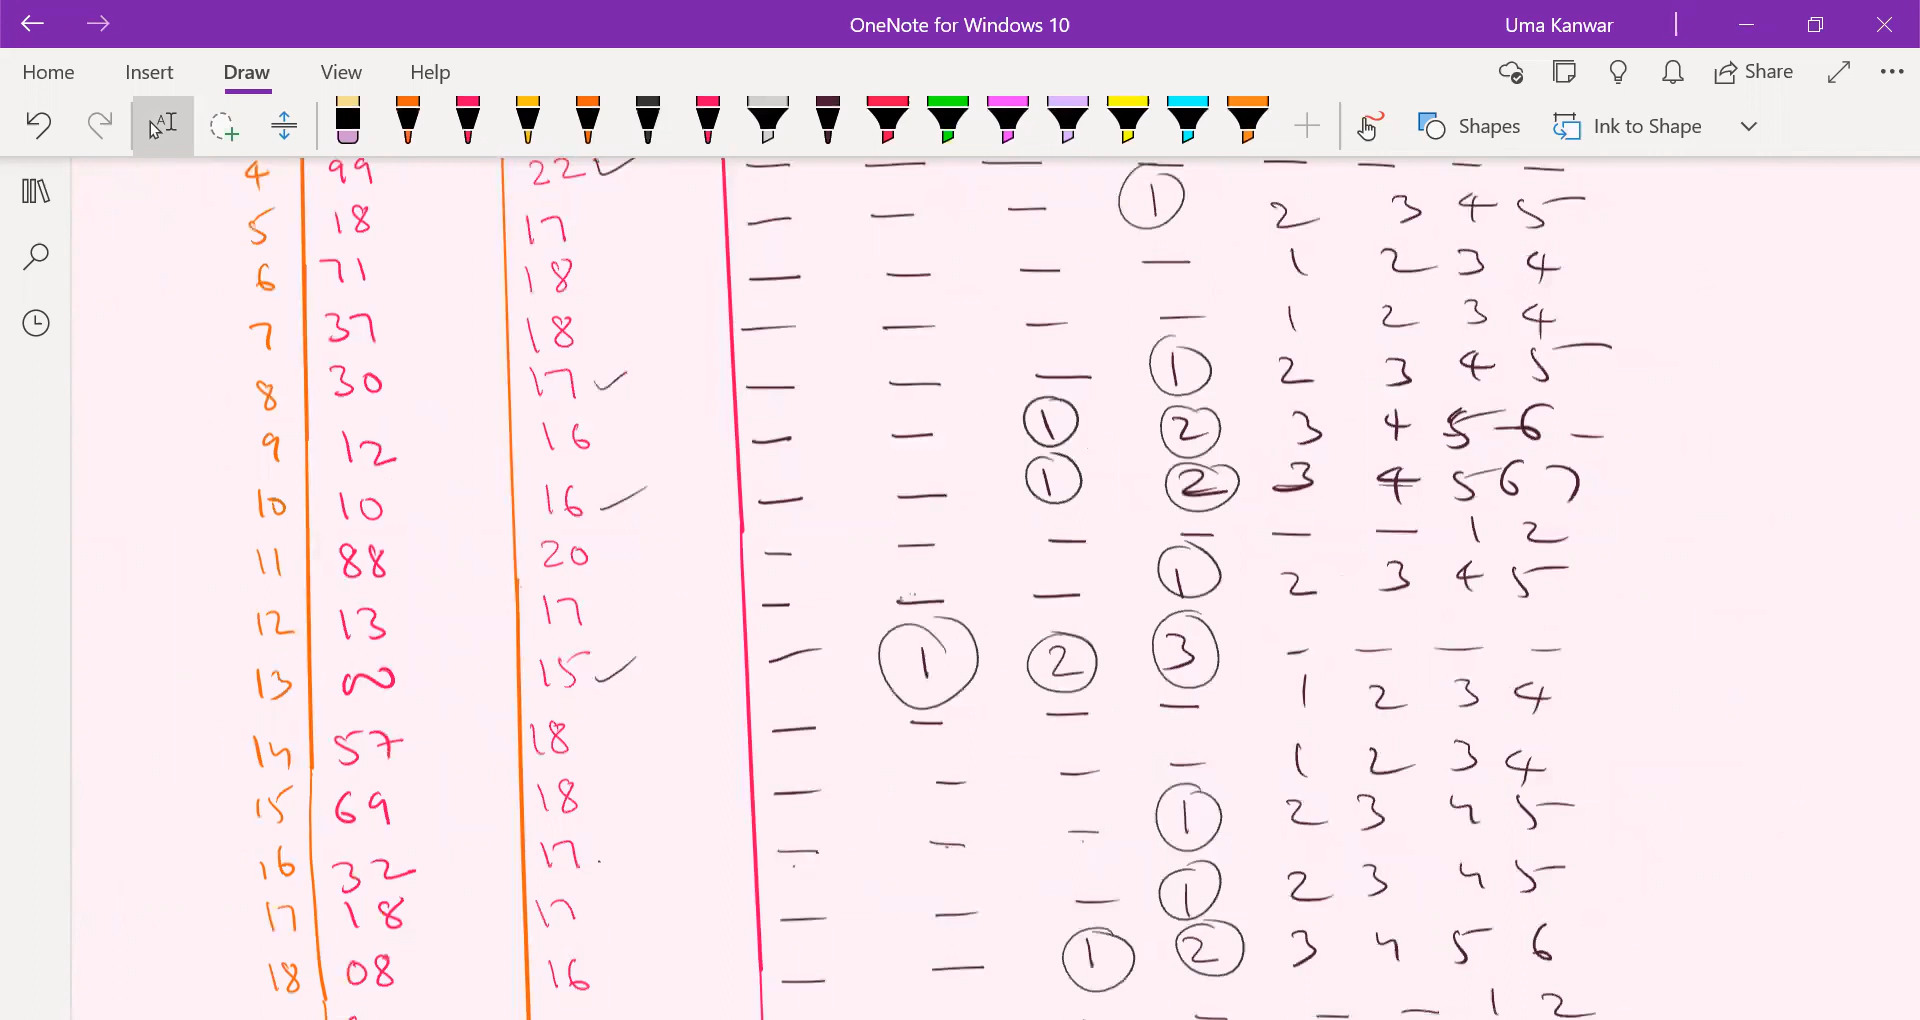 OneNote for Windows 10 Uma Kanwar
Home Insert Draw View Help Share
Shapes Ink to Shape
4 99 22 ✓ — — — — — — — —
5 18 17 — — — 1 2 3 4 5
6 71 18 — — — — 1 2 3 4
7 37 18 — — — — 1 2 3 4
8 30 17 ✓ — — — 1 2 3 4 5
9 12 16 — — 1 2 3 4 5 6
10 10 16 ✓ — — 1 2 3 4 5 6 7
11 88 20 — — — — — — 1 2
12 13 17 — — — 1 2 3 4 5
13 ∞ 15 ✓ — 1 2 3 — — — —
14 57 18 — — — — 1 2 3 4
15 69 18 — — — — 1 2 3 4
16 32 17 — — — 1 2 3 4 5
17 18 17 — — — 1 2 3 4 5
18 08 16 — — 1 2 3 4 5 6
— — — 1 2